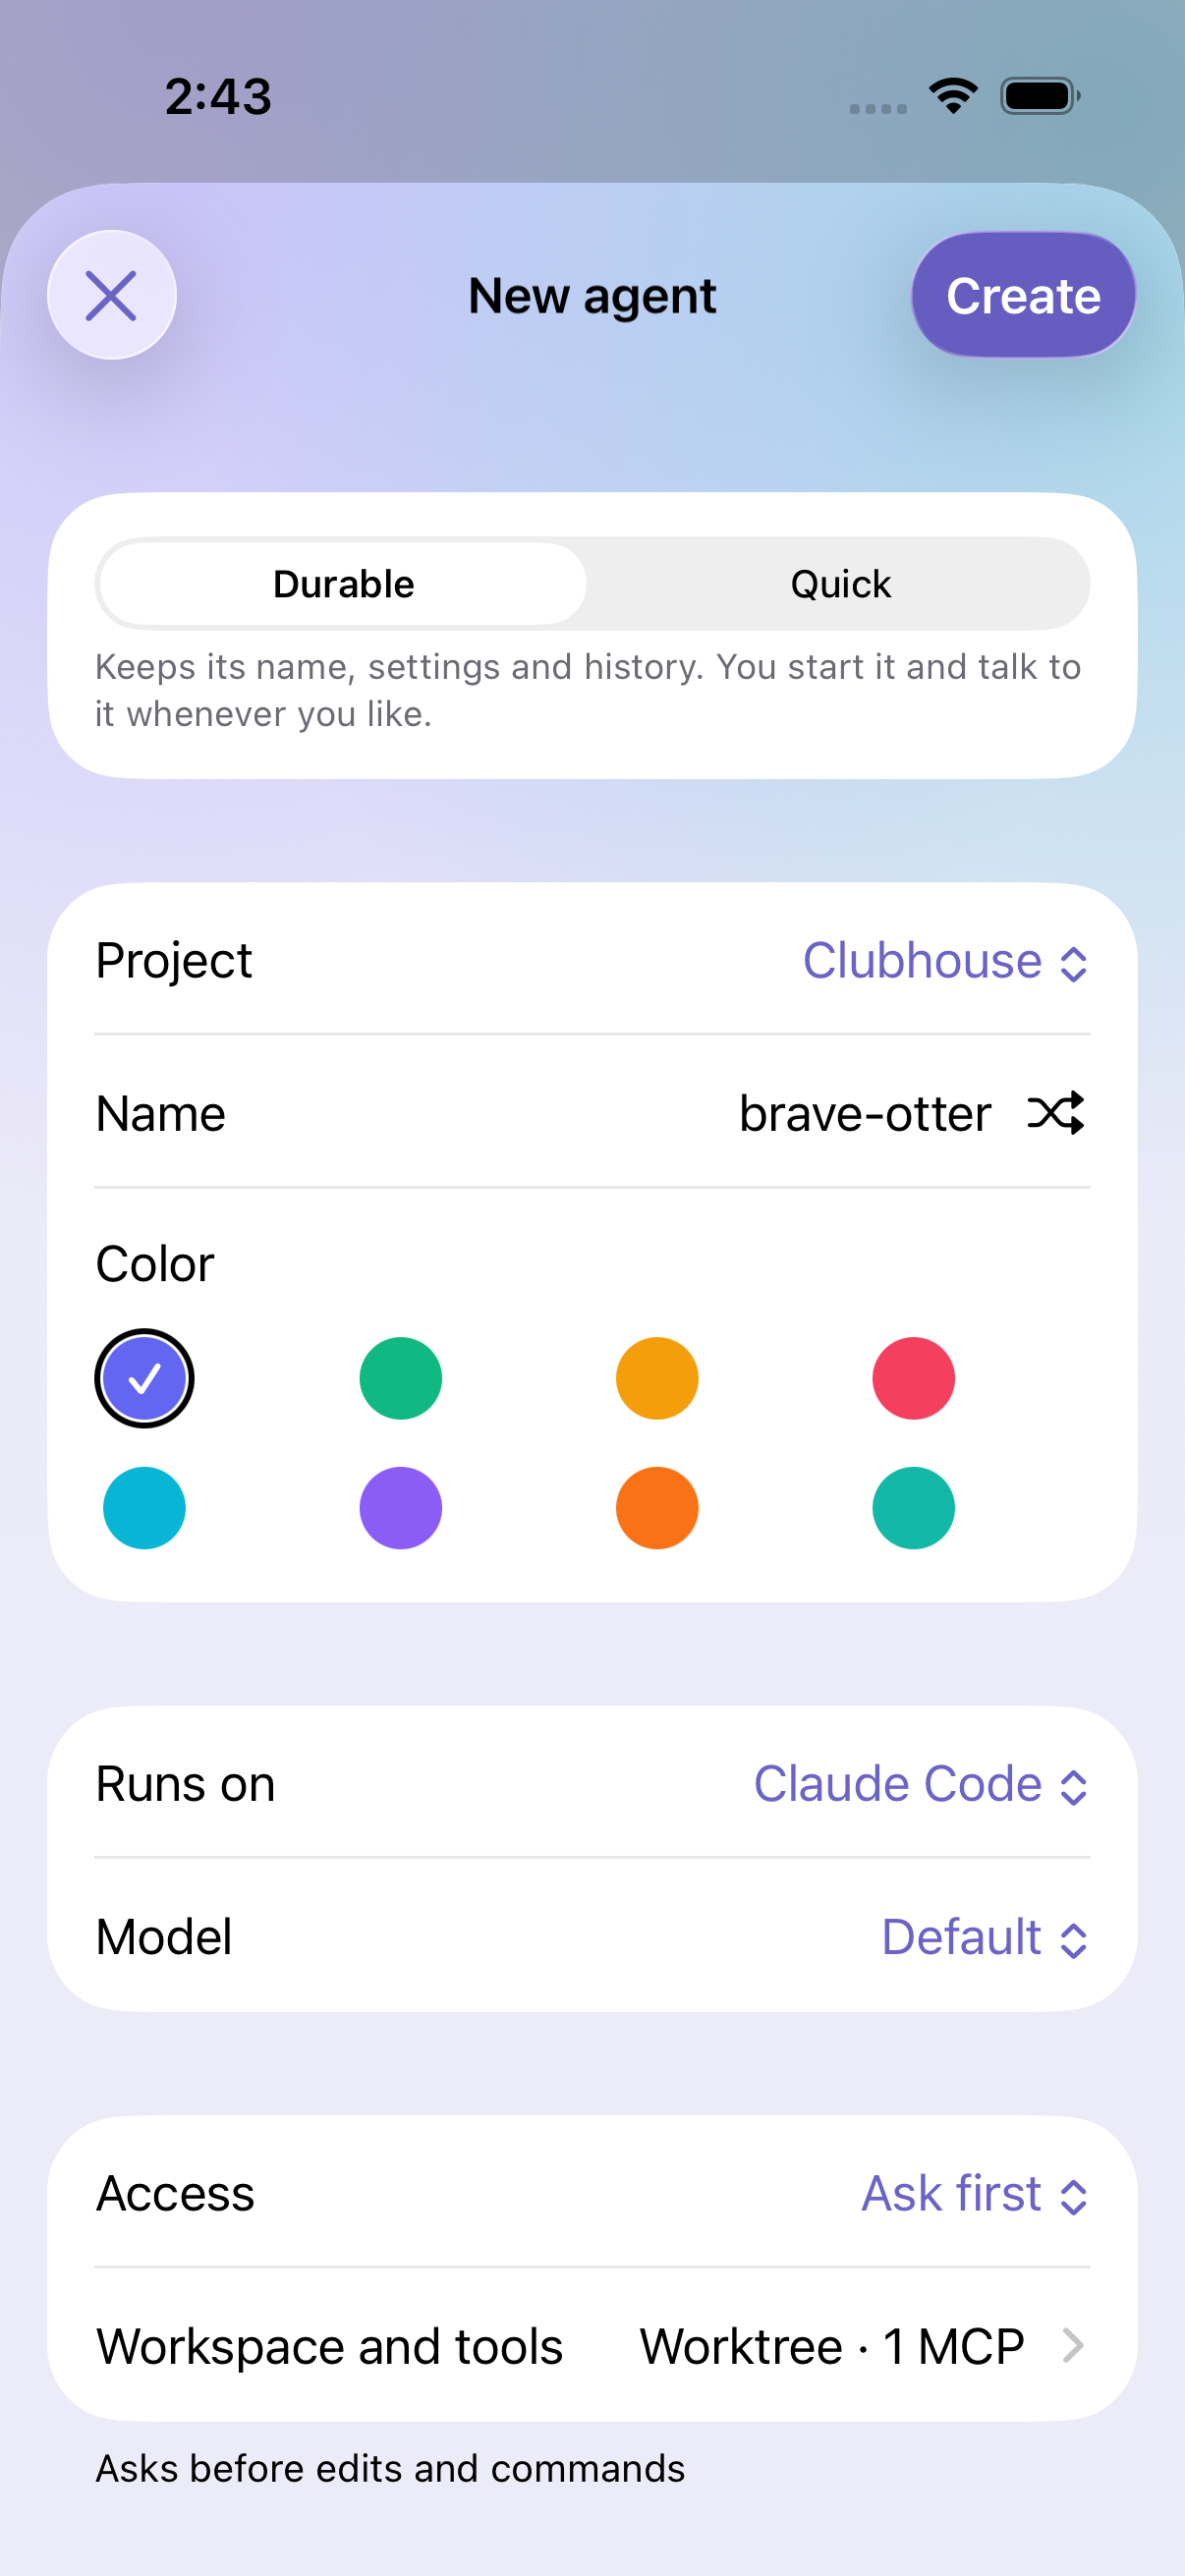 2:43
New agent
Create
Durable
Quick
Keeps its name, settings and history. You start it and talk to
it whenever you like.
Project
Clubhouse
Name
brave-otter
Color
Runs on
Claude Code
Model
Default
Access
Ask first
Workspace and tools
Worktree · 1 MCP
Asks before edits and commands